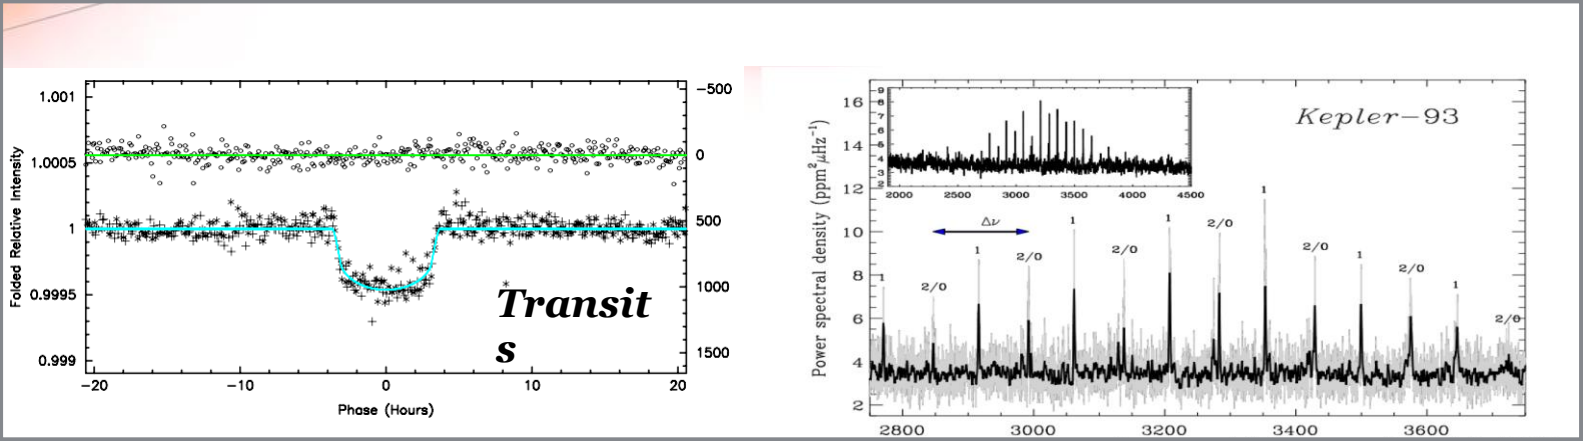 1.001
1.0005
1
0.9995
0.999
Folded Relative Intensity
-500
0
500
1000
1500
-20 -10 0 10 20
Phase (Hours)
Transit
s
Power spectral density (ppm² μHz⁻¹)
16
14
12
10
8
6
4
2
9
8
7
6
5
4
3
2
2000 2500 3000 3500 4000 4500
Kepler-93
Δν
1 2/0 1 2/0 1 2/0 1 2/0 1 2/0 1 2/0 1 2/0
2800 3000 3200 3400 3600